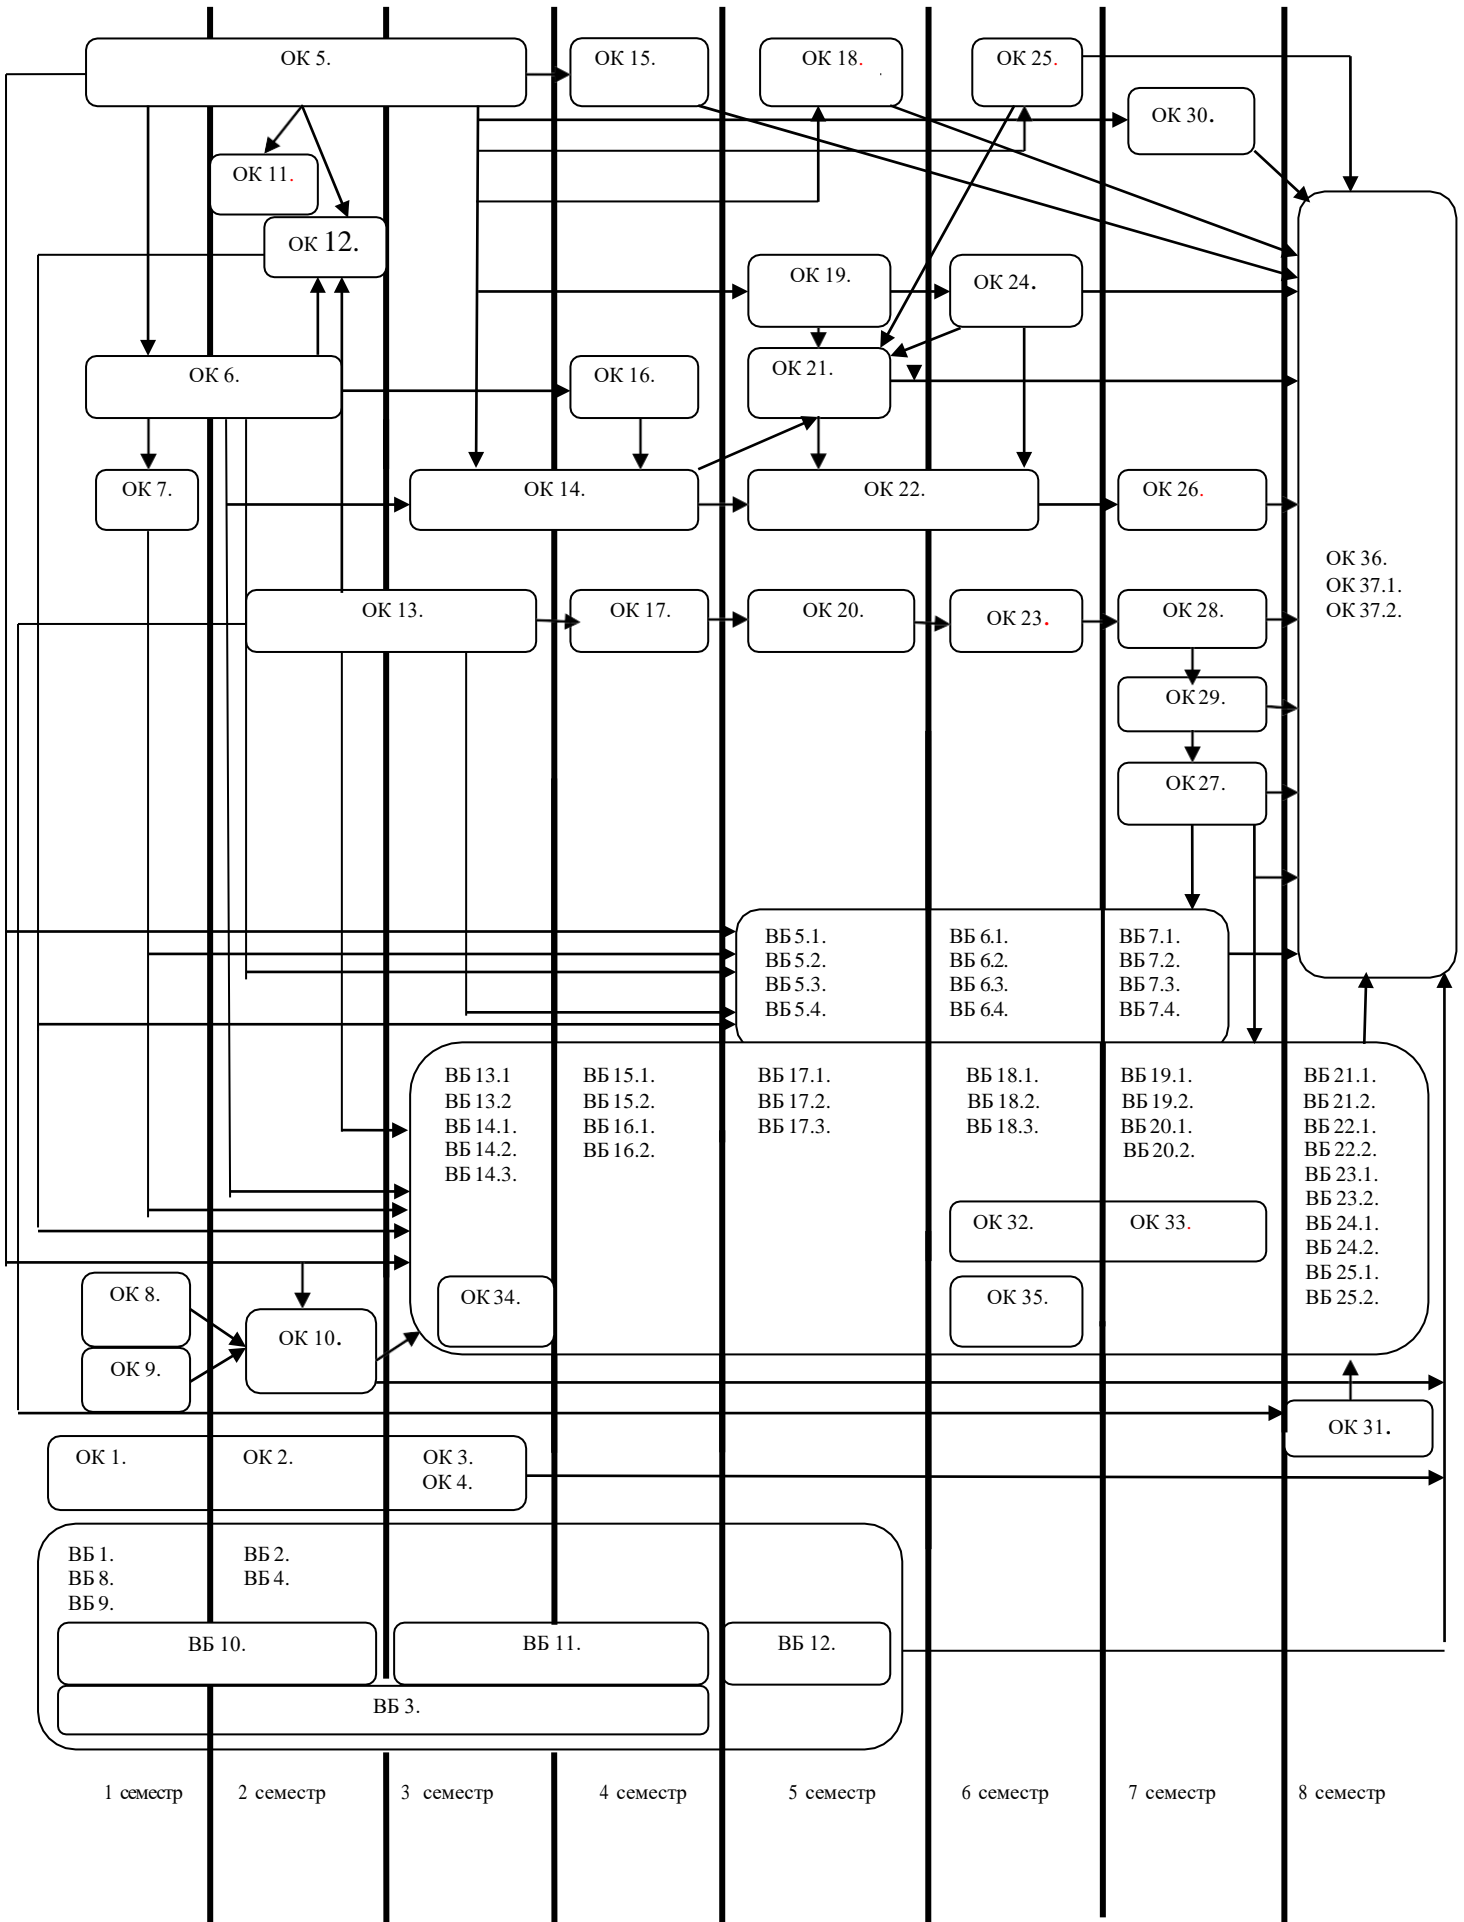 ОК 5.
ОК 15.
ОК 18.
ОК 25.
ОК 30.
ОК 11.
ОК 12.
ОК 19.
ОК 24.
ОК 6.
ОК 16.
ОК 21.
ОК 7.
ОК 14.
ОК 22.
ОК 26.
ОК 36.
ОК 37.1.
ОК 37.2.
ОК 13.
ОК 17.
ОК 20.
ОК 23.
ОК 28.
ОК 29.
ОК 27.
ВБ 5.1.
ВБ 5.2.
ВБ 5.3.
ВБ 5.4.
ВБ 6.1.
ВБ 6.2.
ВБ 6.3.
ВБ 6.4.
ВБ 7.1.
ВБ 7.2.
ВБ 7.3.
ВБ 7.4.
ВБ 13.1
ВБ 13.2
ВБ 14.1.
ВБ 14.2.
ВБ 14.3.
ВБ 15.1.
ВБ 15.2.
ВБ 16.1.
ВБ 16.2.
ВБ 17.1.
ВБ 17.2.
ВБ 17.3.
ВБ 18.1.
ВБ 18.2.
ВБ 18.3.
ВБ 19.1.
ВБ 19.2.
ВБ 20.1.
ВБ 20.2.
ВБ 21.1.
ВБ 21.2.
ВБ 22.1.
ВБ 22.2.
ВБ 23.1.
ВБ 23.2.
ВБ 24.1.
ВБ 24.2.
ВБ 25.1.
ВБ 25.2.
ОК 32.
ОК 33.
ОК 8.
ОК 34.
ОК 35.
ОК 10.
ОК 9.
ОК 31.
ОК 1.
ОК 2.
ОК 3.
ОК 4.
ВБ 1.
ВБ 8.
ВБ 9.
ВБ 2.
ВБ 4.
ВБ 10.
ВБ 11.
ВБ 12.
ВБ 3.
1 семестр
2 семестр
3 семестр
4 семестр
5 семестр
6 семестр
7 семестр
8 семестр